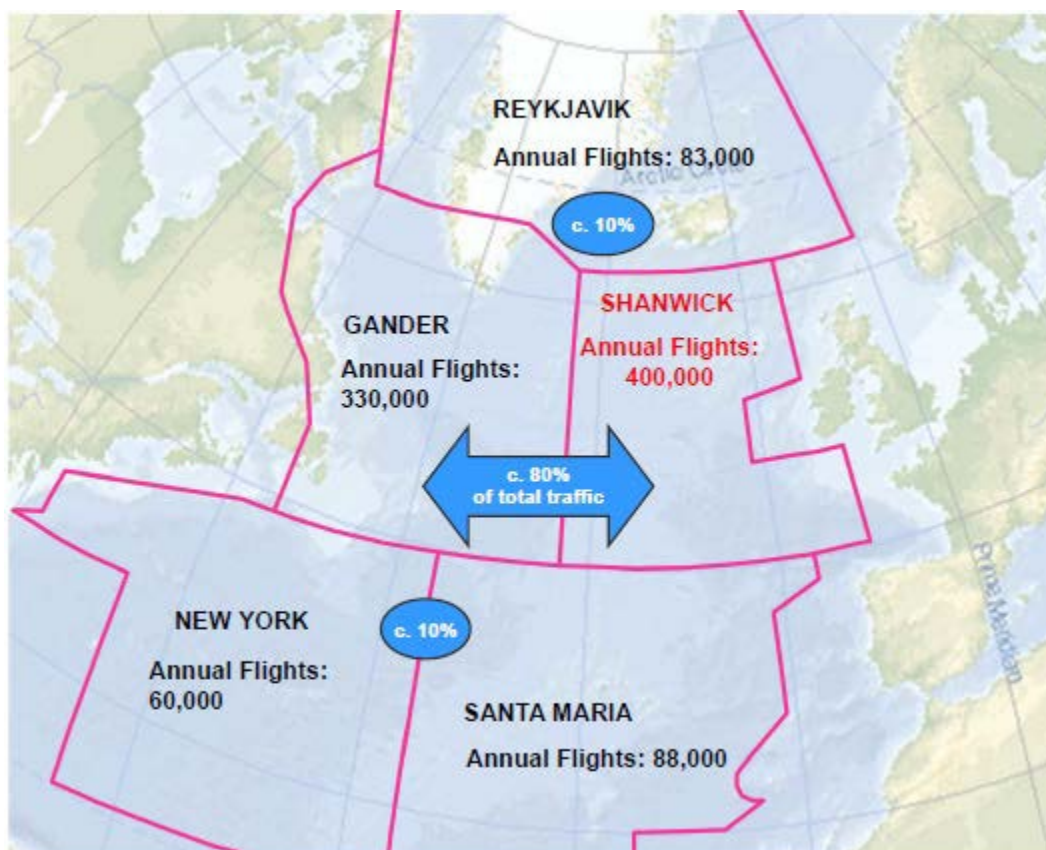 REYKJAVIK
Annual Flights: 83,000
Arctic Circle
c. 10%
SHANWICK
Annual Flights:
400,000
GANDER
Annual Flights:
330,000
c. 80%
of total traffic
Prime Meridian
NEW YORK
Annual Flights:
60,000
c. 10%
SANTA MARIA
Annual Flights: 88,000